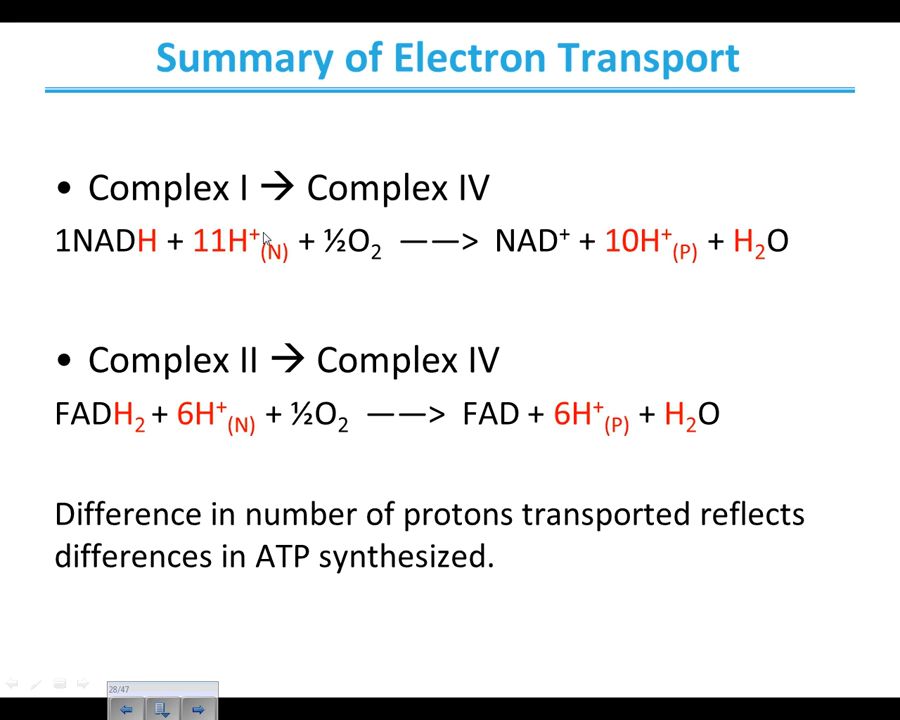 Summary of Electron Transport
• Complex I → Complex IV
1NADH + 11H⁺(N) + ½O₂ ——> NAD⁺ + 10H⁺(P) + H₂O
• Complex II → Complex IV
FADH₂ + 6H⁺(N) + ½O₂ ——> FAD + 6H⁺(P) + H₂O
Difference in number of protons transported reflects
differences in ATP synthesized.
28/47